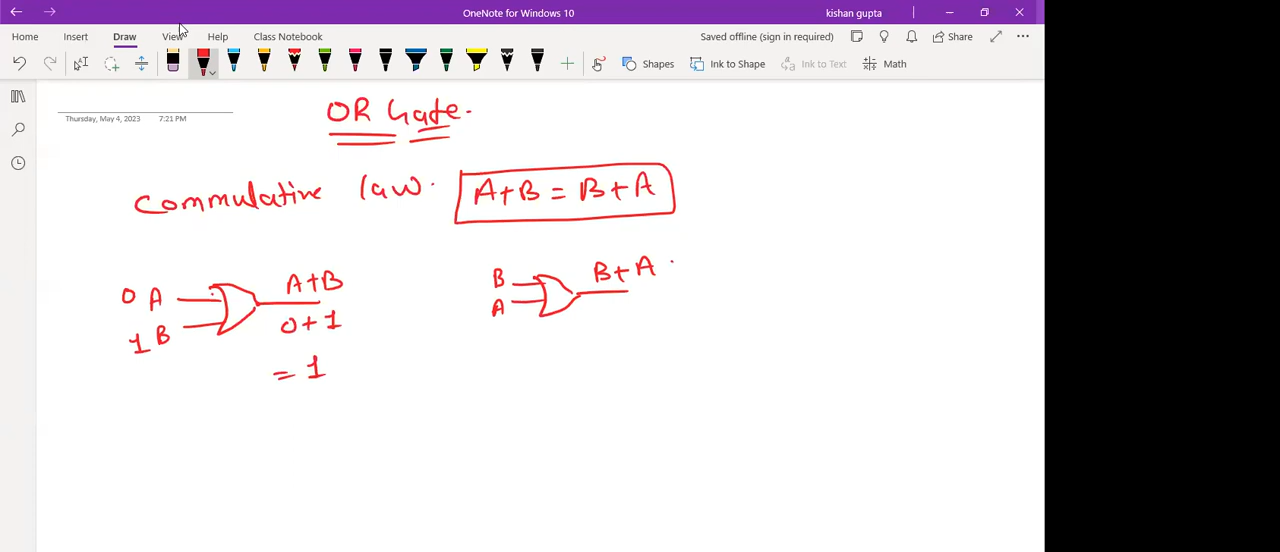 OneNote for Windows 10
kishan gupta
Home Insert Draw View Help Class Notebook
Saved offline (sign in required) Share
Shapes Ink to Shape Ink to Text Math
OR Gate.
Thursday, May 4, 2023 7:21 PM
Commulative law. A+B = B+A
0 A A+B
1 B 0+1
= 1
B B+A
A